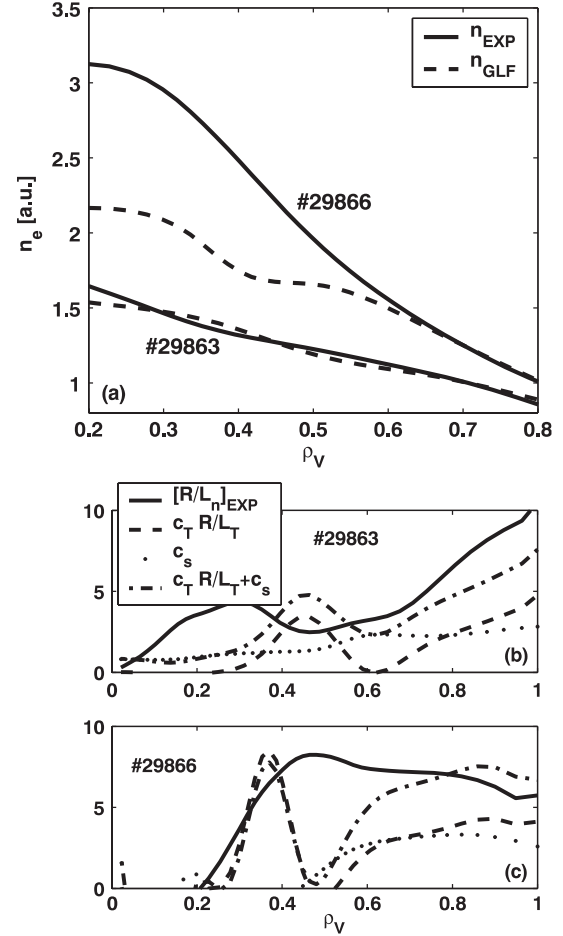 3.5
3
2.5
2
1.5
1
n_e [a.u.]
n_EXP
n_GLF
#29866
#29863
(a)
0.2 0.3 0.4 0.5 0.6 0.7 0.8
ρ_V
10
5
0
[R/L_n]_EXP
c_T R/L_T
c_s
c_T R/L_T+c_s
#29863
(b)
0 0.2 0.4 0.6 0.8 1
10
5
0
#29866
(c)
0 0.2 0.4 0.6 0.8 1
ρ_V